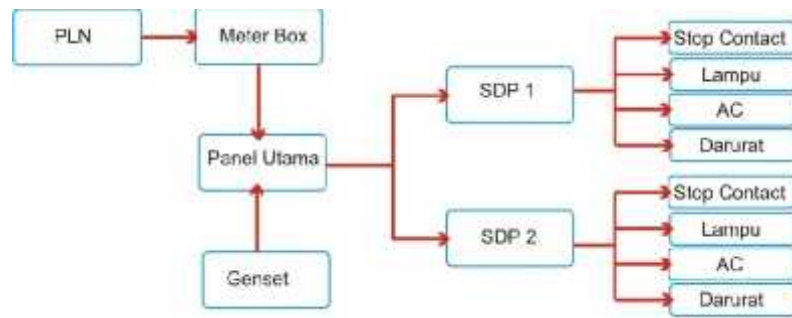 PLN
Meter Box
Panel Utama
Genset
SDP 1
Stop Contact
Lampu
AC
Darurat
SDP 2
Stop Contact
Lampu
AC
Darurat